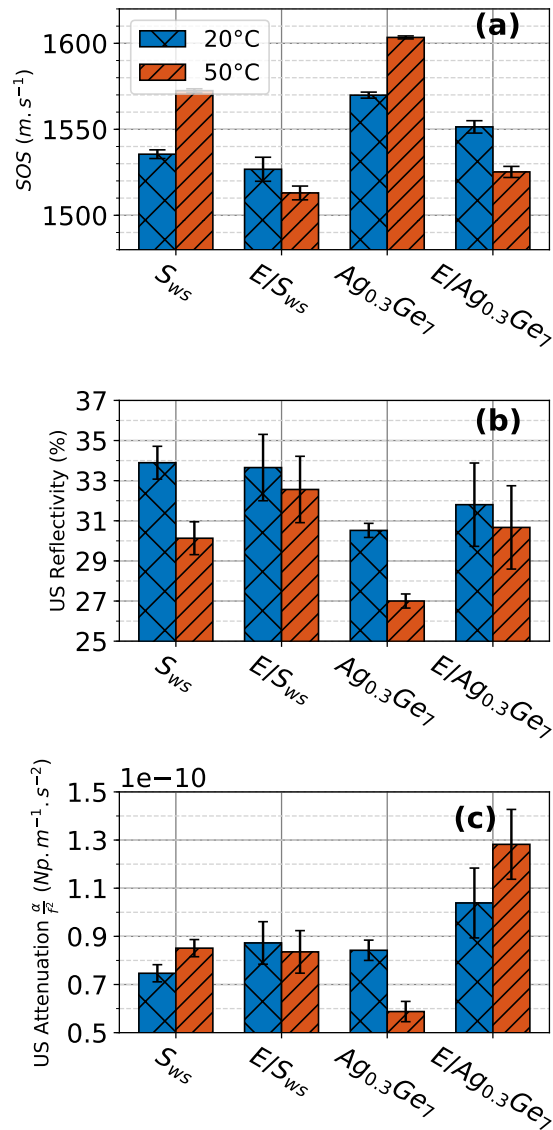 (a)
20°C
50°C
1600
1550
1500
SOS (m. s⁻¹)
S_ws
E/S_ws
Ag_0.3Ge_7
E/Ag_0.3Ge_7
(b)
37
35
33
31
29
27
25
US Reflectivity (%)
S_ws
E/S_ws
Ag_0.3Ge_7
E/Ag_0.3Ge_7
1e−10
(c)
1.5
1.3
1.1
0.9
0.7
0.5
US Attenuation α/f² (Np. m⁻¹. s⁻²)
S_ws
E/S_ws
Ag_0.3Ge_7
E/Ag_0.3Ge_7